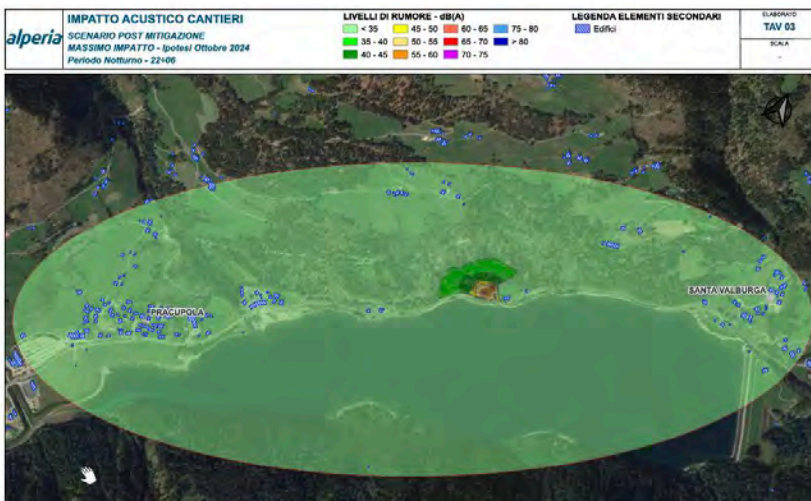 alperia
IMPATTO ACUSTICO CANTIERI
SCENARIO POST MITIGAZIONE
MASSIMO IMPATTO - Ipotesi Ottobre 2024
Periodo Notturno - 22÷06
LIVELLI DI RUMORE - dB(A)
< 35
35 - 40
40 - 45
45 - 50
50 - 55
55 - 60
60 - 65
65 - 70
70 - 75
75 - 80
> 80
LEGENDA ELEMENTI SECONDARI
Edifici
ELABORATO
TAV 03
SCALA
-
PRACUPOLA
SANTA VALBURGA